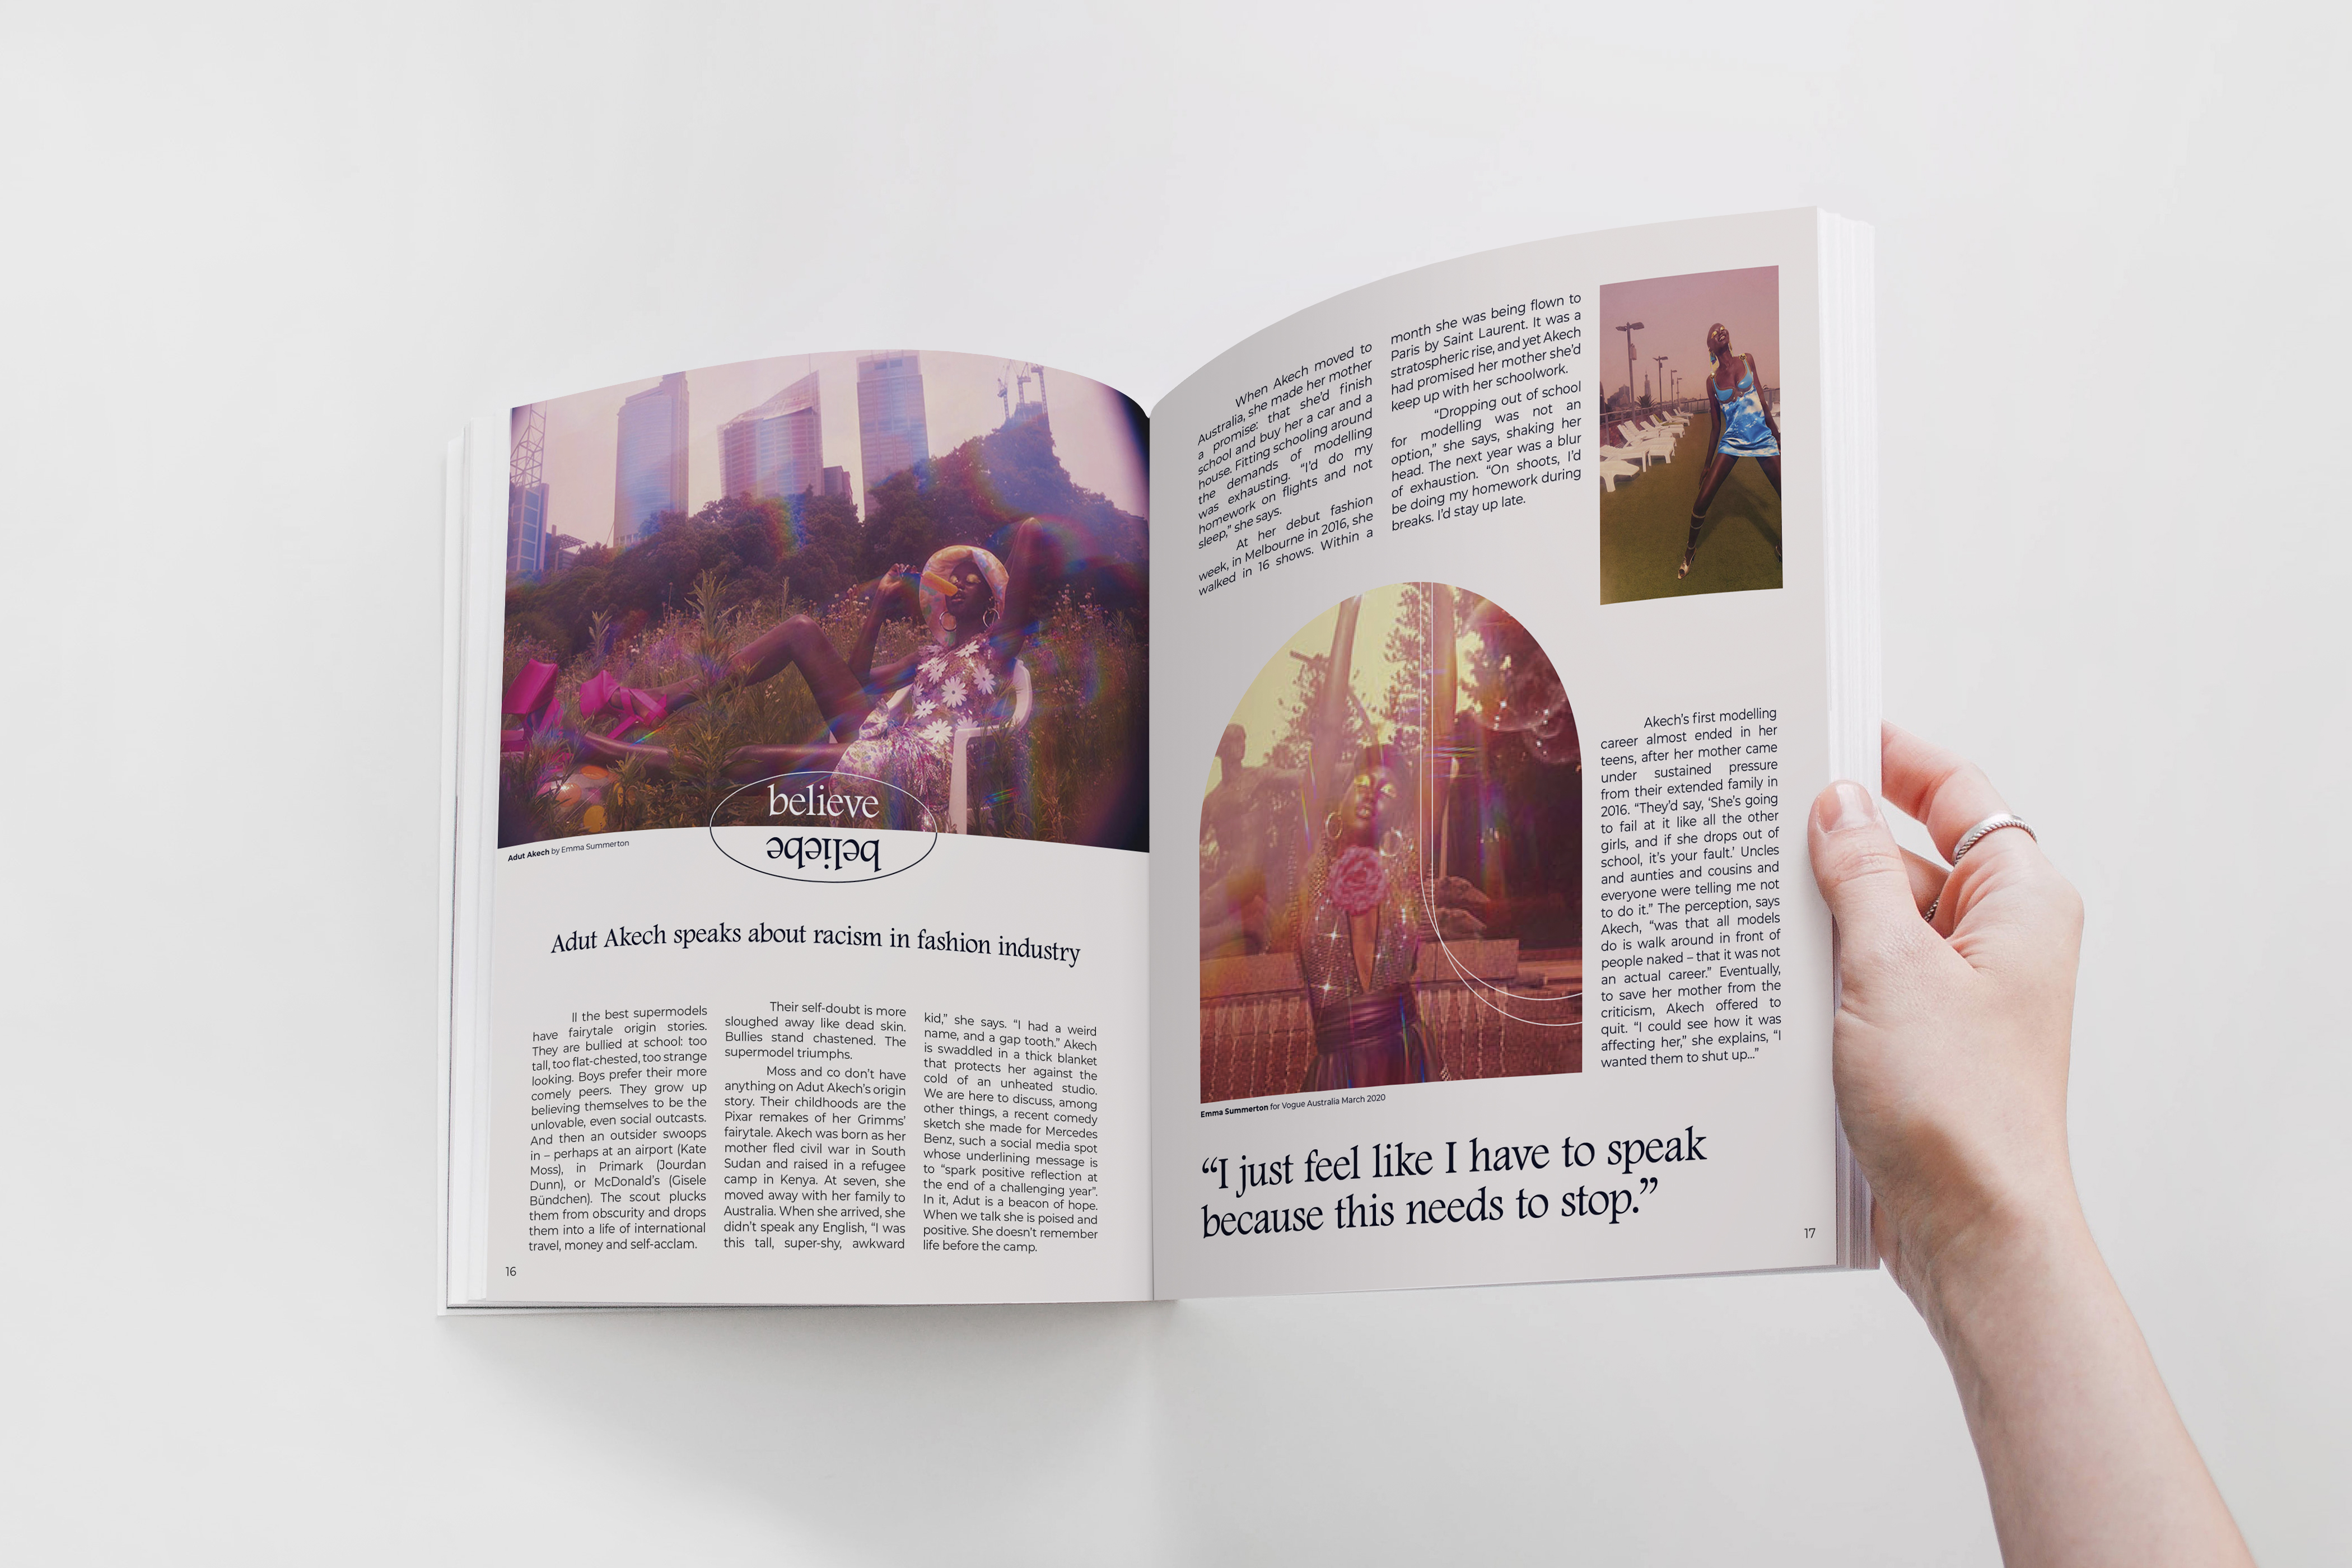 believe
beliebe
Adut Akech by Emma Summerton
Adut Akech speaks about racism in fashion industry
ll the best supermodels
have fairytale origin stories.
They are bullied at school: too
tall, too flat-chested, too strange
looking. Boys prefer their more
comely peers. They grow up
believing themselves to be the
unlovable, even social outcasts.
And then an outsider swoops
in – perhaps at an airport (Kate
Moss), in Primark (Jourdan
Dunn), or McDonald’s (Gisele
Bündchen). The scout plucks
them from obscurity and drops
them into a life of international
travel, money and self-acclam.
Their self-doubt is more
sloughed away like dead skin.
Bullies stand chastened. The
supermodel triumphs.
Moss and co don’t have
anything on Adut Akech’s origin
story. Their childhoods are the
Pixar remakes of her Grimms’
fairytale. Akech was born as her
mother fled civil war in South
Sudan and raised in a refugee
camp in Kenya. At seven, she
moved away with her family to
Australia. When she arrived, she
didn’t speak any English, “I was
this tall, super-shy, awkward
kid,” she says. “I had a weird
name, and a gap tooth.” Akech
is swaddled in a thick blanket
that protects her against the
cold of an unheated studio.
We are here to discuss, among
other things, a recent comedy
sketch she made for Mercedes
Benz, such a social media spot
whose underlining message is
to “spark positive reflection at
the end of a challenging year”.
In it, Adut is a beacon of hope.
When we talk she is poised and
positive. She doesn’t remember
life before the camp.
16
When Akech moved to
Australia, she made her mother
a promise: that she’d finish
school and buy her a car and a
house. Fitting schooling around
the demands of modelling
was exhausting. “I’d do my
homework on flights and not
sleep,” she says.
At her debut fashion
week, in Melbourne in 2016, she
walked in 16 shows. Within a
month she was being flown to
Paris by Saint Laurent. It was a
stratospheric rise, and yet Akech
had promised her mother she’d
keep up with her schoolwork.
“Dropping out of school
for modelling was not an
option,” she says, shaking her
head. The next year was a blur
of exhaustion. “On shoots, I’d
be doing my homework during
breaks. I’d stay up late.
Akech’s first modelling
career almost ended in her
teens, after her mother came
under sustained pressure
from their extended family in
2016. “They’d say, ‘She’s going
to fail at it like all the other
girls, and if she drops out of
school, it’s your fault.’ Uncles
and aunties and cousins and
everyone were telling me not
to do it.” The perception, says
Akech, “was that all models
do is walk around in front of
people naked – that it was not
an actual career.” Eventually,
to save her mother from the
criticism, Akech offered to
quit. “I could see how it was
affecting her,” she explains, “I
wanted them to shut up...”
Emma Summerton for Vogue Australia March 2020
“I just feel like I have to speak
because this needs to stop.”
17